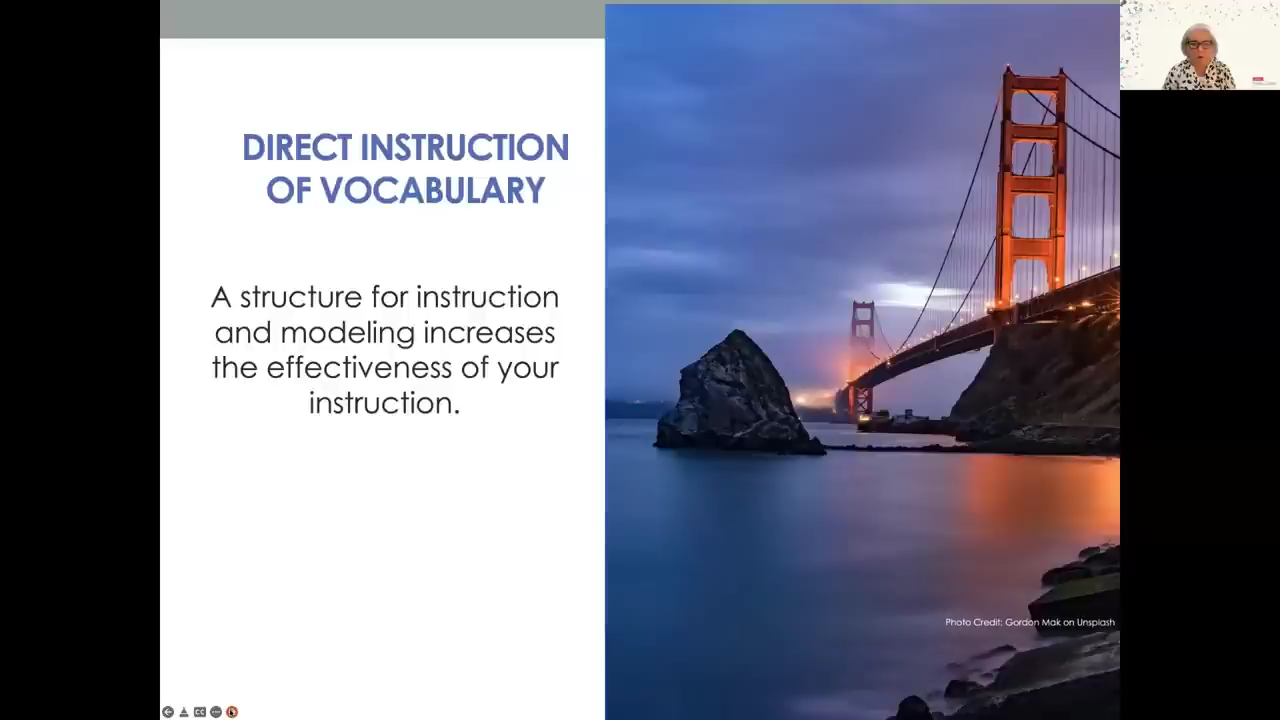 DIRECT INSTRUCTION
OF VOCABULARY
A structure for instruction
and modeling increases
the effectiveness of your
instruction.
Photo Credit: Gordon Mak on Unsplash
CC